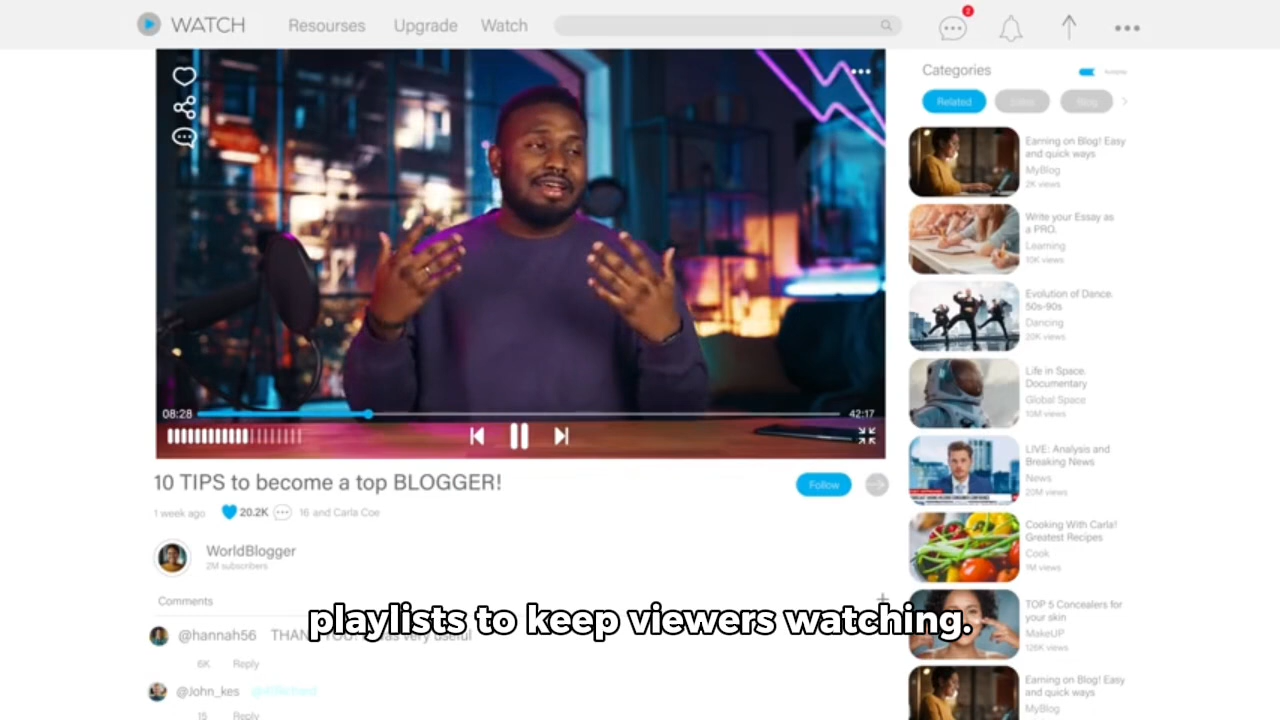 WATCH
Resourses
Upgrade
Watch
2
08:28
42:17
10 TIPS to become a top BLOGGER!
Follow
1 week ago
20.2K
16 and Carla Coe
WorldBlogger
2M subscribers
Comments
@hannah56
very useful
6K Reply
@John_kes
15 Reply
playlists to keep viewers watching.
Categories
Related
Blog
Earning on Blog! Easy
and quick ways
MyBlog
2K views
Write your Essay as
a PRO.
Learning
10K views
Evolution of Dance.
50s-90s
Dancing
20K views
Life in Space.
Documentary
Global Space
10M views
LIVE: Analysis and
Breaking News
News
20M views
Cooking With Carla!
Greatest Recipes
Cook
1M views
TOP 5 Concealers for
your skin
MakeUP
126K views
Earning on Blog! Easy
and quick ways
MyBlog